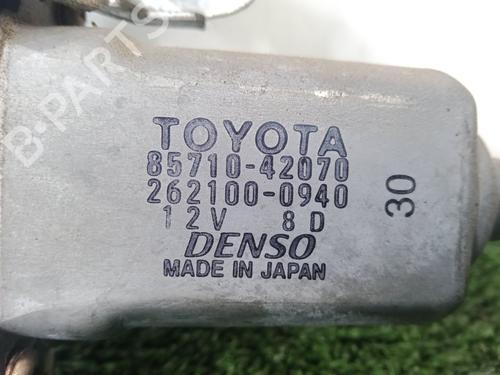 B-PARTS
TOYOTA
85710-42070
262100-0940
12V 8D
DENSO
MADE IN JAPAN
30